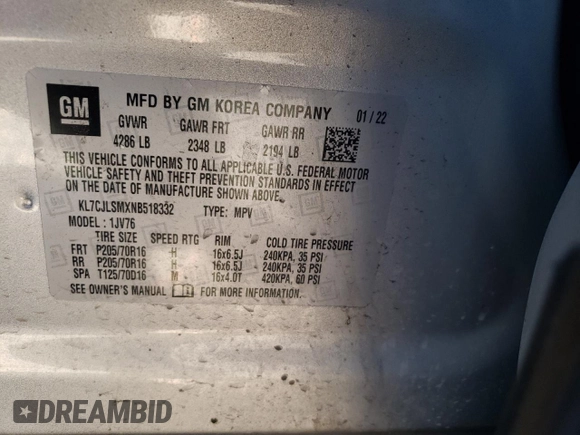 GM
MFD BY GM KOREA COMPANY 01/22
GVWR GAWR FRT GAWR RR
4286 LB 2348 LB 2194 LB
THIS VEHICLE CONFORMS TO ALL APPLICABLE U.S. FEDERAL MOTOR
VEHICLE SAFETY AND THEFT PREVENTION STANDARDS IN EFFECT
ON THE DATE OF MANUFACTURE SHOWN ABOVE.
KL7CJLSMXNB518332 TYPE: MPV
MODEL: 1JV76
TIRE SIZE SPEED RTG RIM COLD TIRE PRESSURE
FRT P205/70R16 H 16x6.5J 240KPA, 35 PSI
RR P205/70R16 H 16x6.5J 240KPA, 35 PSI
SPA T125/70D16 M 16x4.0T 420KPA, 60 PSI
SEE OWNER'S MANUAL FOR MORE INFORMATION.
DREAMBID